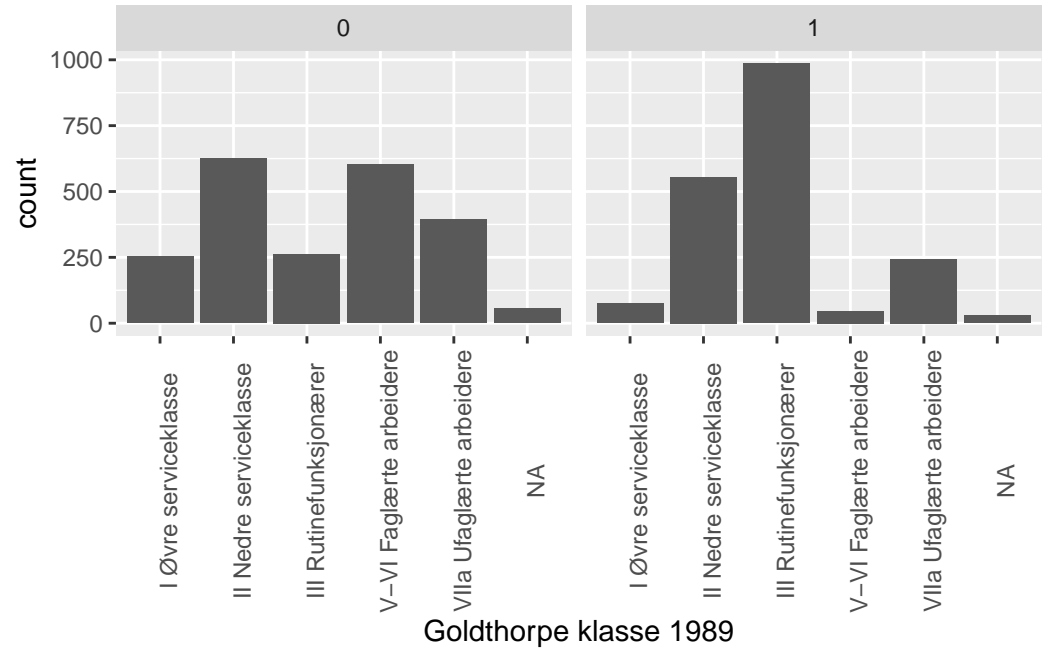 0
1
count
1000
750
500
250
0
I Øvre serviceklasse
II Nedre serviceklasse
III Rutinefunksjonærer
V−VI Faglærte arbeidere
VIIa Ufaglærte arbeidere
NA
I Øvre serviceklasse
II Nedre serviceklasse
III Rutinefunksjonærer
V−VI Faglærte arbeidere
VIIa Ufaglærte arbeidere
NA
Goldthorpe klasse 1989